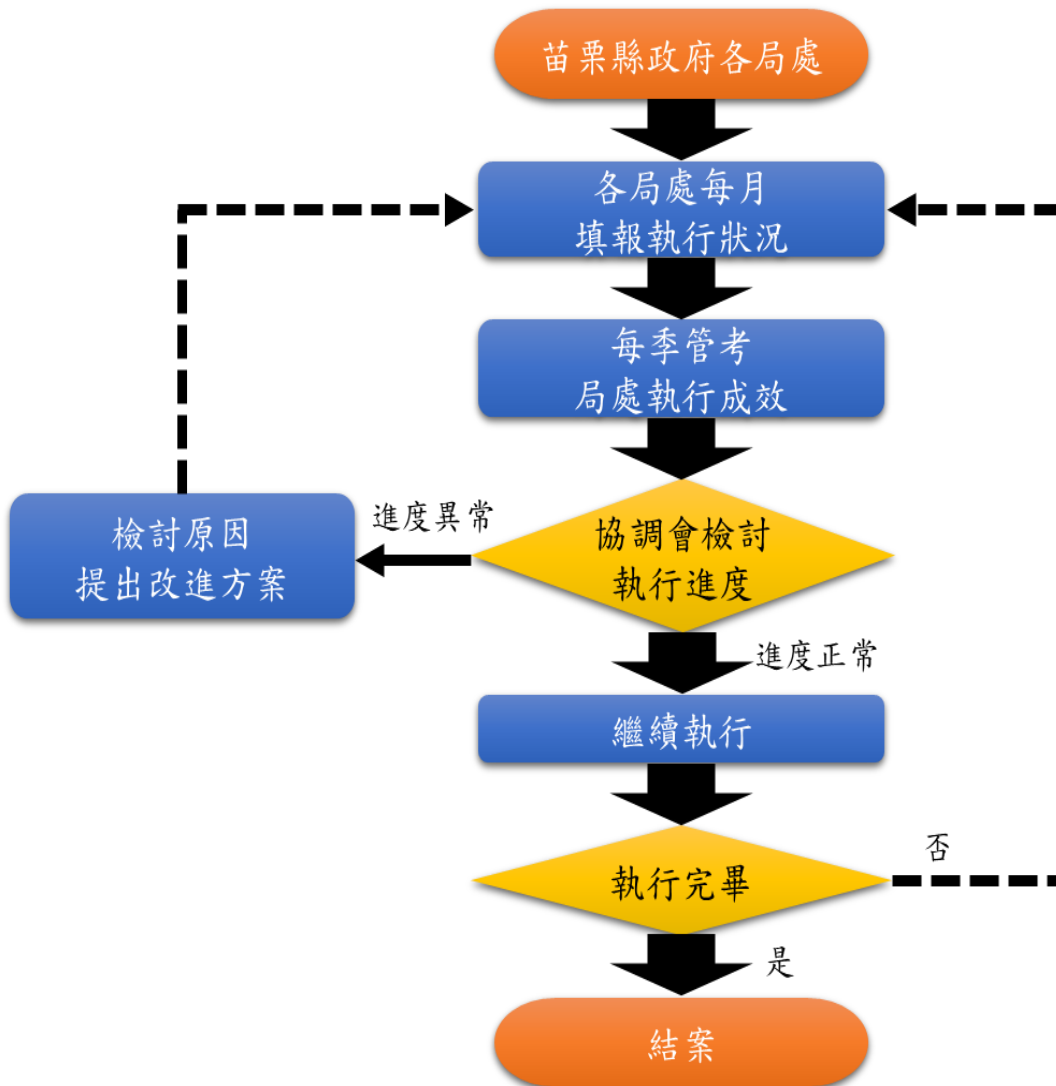 苗栗縣政府各局處
各局處每月
填報執行狀況
每季管考
局處執行成效
進度異常
協調會檢討
執行進度
檢討原因
提出改進方案
進度正常
繼續執行
否
執行完畢
是
結案